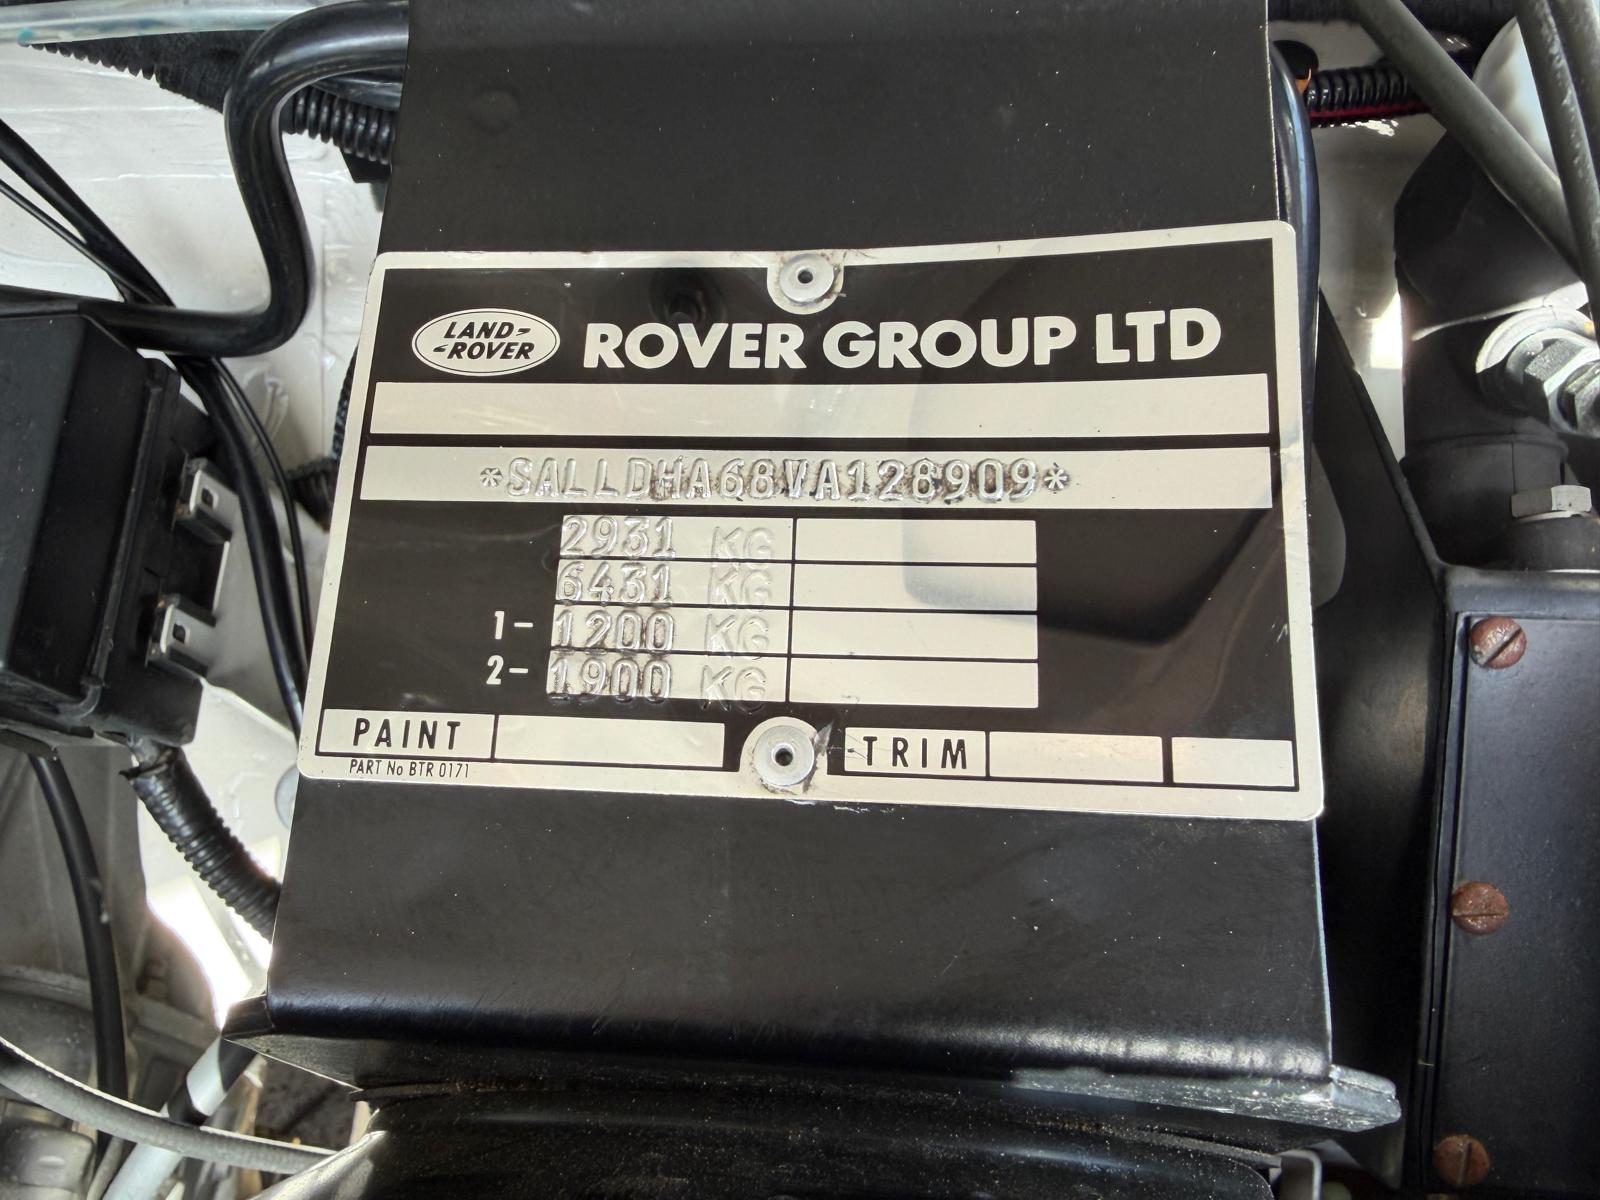 LAND-
-ROVER
ROVER GROUP LTD
*SALLDHA68VA128909*
2931 KG
6431 KG
1- 1200 KG
2- 1900 KG
PAINT
TRIM
PART No BTR 0171